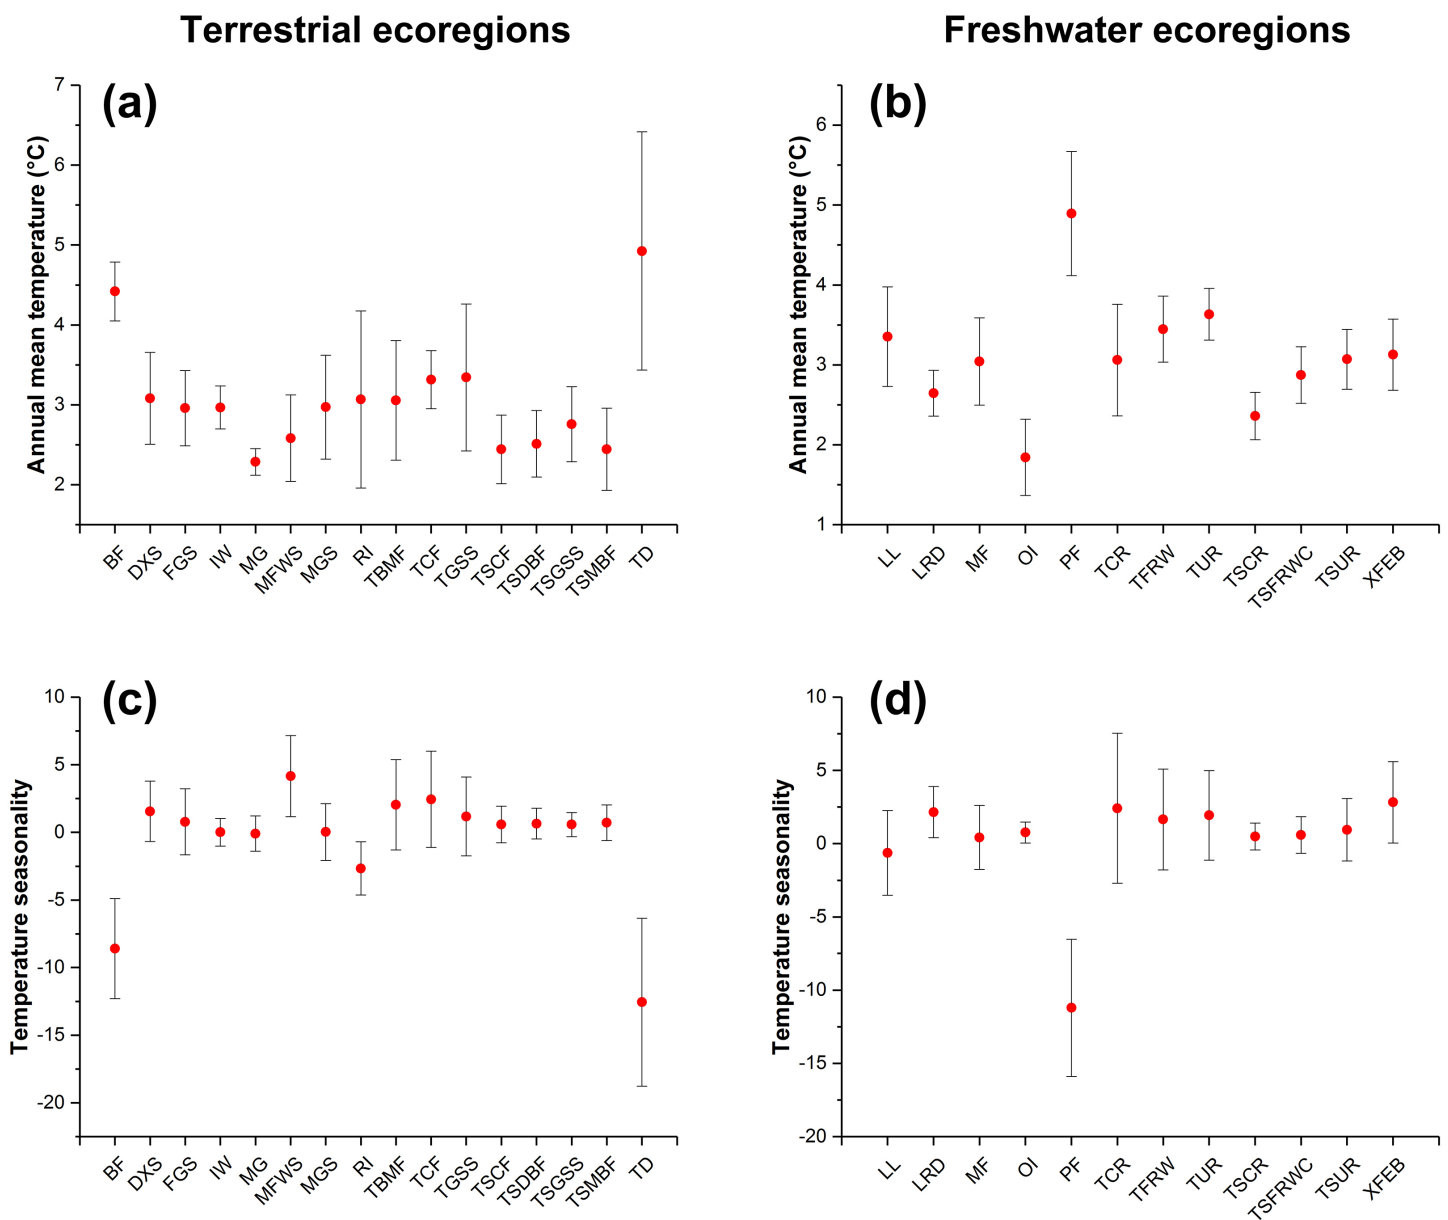 Terrestrial ecoregions
Freshwater ecoregions
(a)
Annual mean temperature (°C)
7
6
5
4
3
2
BF
DXS
FGS
IW
MG
MFWS
MGS
RI
TBMF
TCF
TGSS
TSCF
TSDBF
TSGSS
TSMBF
TD
(b)
Annual mean temperature (°C)
6
5
4
3
2
1
LL
LRD
MF
OI
PF
TCR
TFRW
TUR
TSCR
TSFRWC
TSUR
XFEB
(c)
Temperature seasonality
10
5
0
-5
-10
-15
-20
BF
DXS
FGS
IW
MG
MFWS
MGS
RI
TBMF
TCF
TGSS
TSCF
TSDBF
TSGSS
TSMBF
TD
(d)
Temperature seasonality
10
5
0
-5
-10
-15
-20
LL
LRD
MF
OI
PF
TCR
TFRW
TUR
TSCR
TSFRWC
TSUR
XFEB